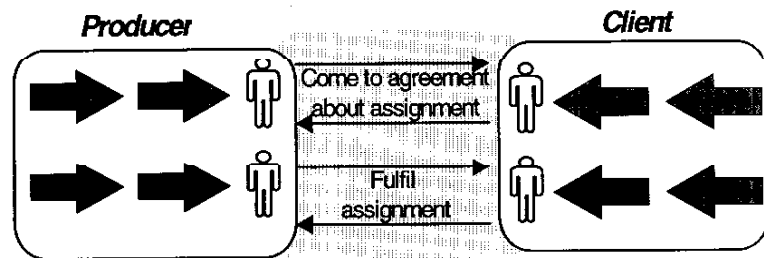 Producer
Client
Come to agreement
about assignment
Fulfil
assignment